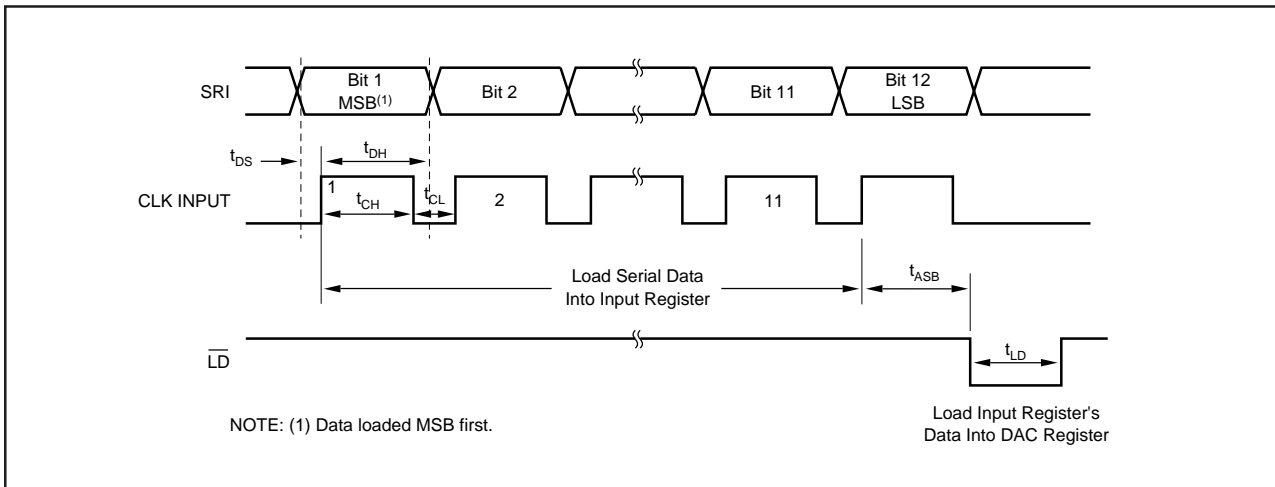 SRI
Bit 1
MSB(1)
Bit 2
Bit 11
Bit 12
LSB
tDS
tDH
CLK INPUT
1
tCH
tCL
2
11
Load Serial Data
Into Input Register
tASB
LD
tLD
NOTE: (1) Data loaded MSB first.
Load Input Register's
Data Into DAC Register